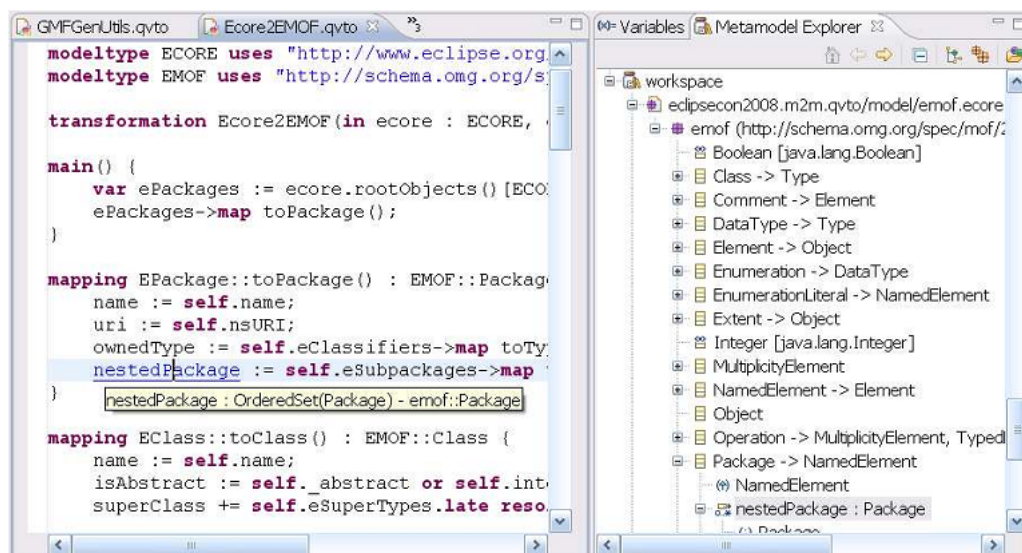 GMFGenUtils.qvto
Ecore2EMOF.qvto
»3
modeltype ECORE uses "http://www.eclipse.org
modeltype EMOF uses "http://schema.omg.org/s
transformation Ecore2EMOF(in ecore : ECORE,
main() {
var ePackages := ecore.rootObjects()[ECO
ePackages->map toPackage();
}
mapping EPackage::toPackage() : EMOF::Packag
name := self.name;
uri := self.nsURI;
ownedType := self.eClassifiers->map toTy
nestedPackage := self.eSubpackages->map
}
nestedPackage : OrderedSet(Package) - emof::Package
mapping EClass::toClass() : EMOF::Class {
name := self.name;
isAbstract := self._abstract or self.int
superClass += self.eSuperTypes.late reso
(x)= Variables
Metamodel Explorer
workspace
eclipsecon2008.m2m.qvto/model/emof.ecore
emof (http://schema.omg.org/spec/mof/2
Boolean [java.lang.Boolean]
Class -> Type
Comment -> Element
DataType -> Type
Element -> Object
Enumeration -> DataType
EnumerationLiteral -> NamedElement
Extent -> Object
Integer [java.lang.Integer]
MultiplicityElement
NamedElement -> Element
Object
Operation -> MultiplicityElement, Typed
Package -> NamedElement
NamedElement
nestedPackage : Package
Package